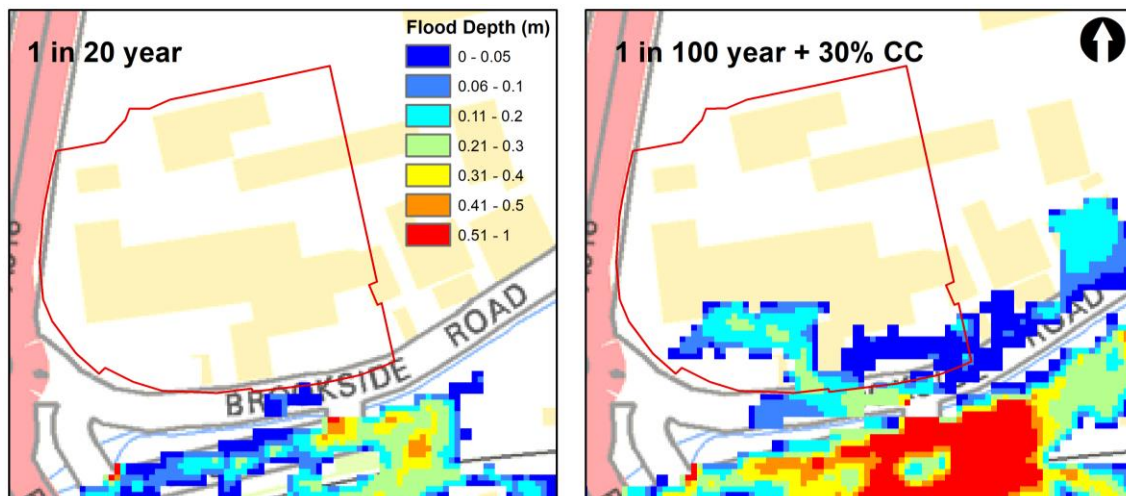 1 in 20 year
Flood Depth (m)
0 - 0.05
0.06 - 0.1
0.11 - 0.2
0.21 - 0.3
0.31 - 0.4
0.41 - 0.5
0.51 - 1
BROOKSIDE ROAD
1 in 100 year + 30% CC
ROAD